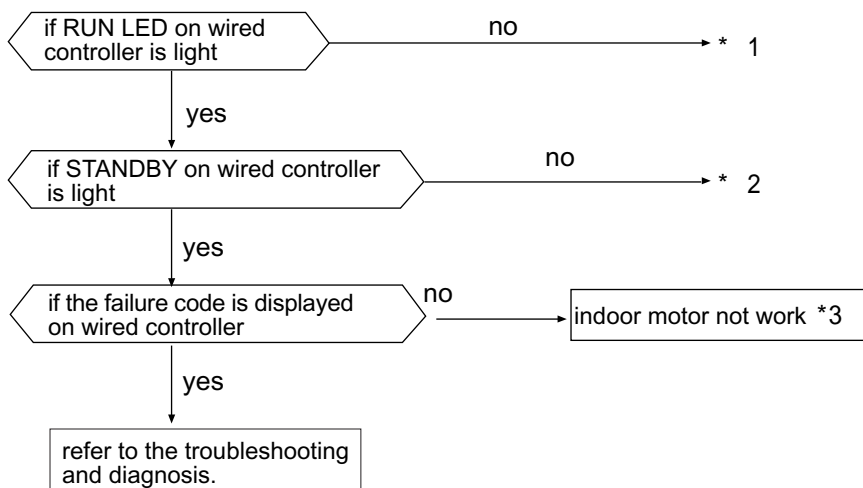 if RUN LED on wired
controller is light
no
* 1
yes
if STANDBY on wired controller
is light
no
* 2
yes
if the failure code is displayed
on wired controller
no
indoor motor not work *3
yes
refer to the troubleshooting
and diagnosis.